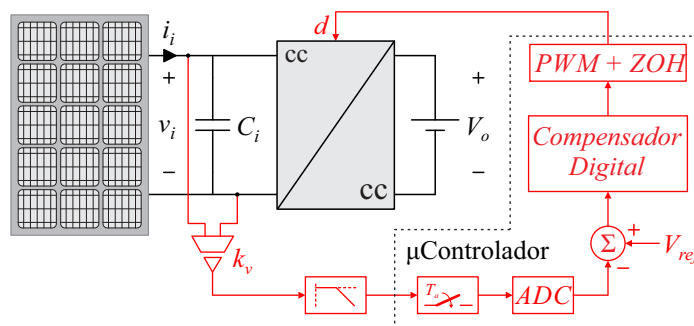 i_i
+
v_i
−
C_i
cc
cc
d
+
V_o
−
PWM + ZOH
Compensador
Digital
Σ
+
−
V_ref
µControlador
k_v
T_a
ADC